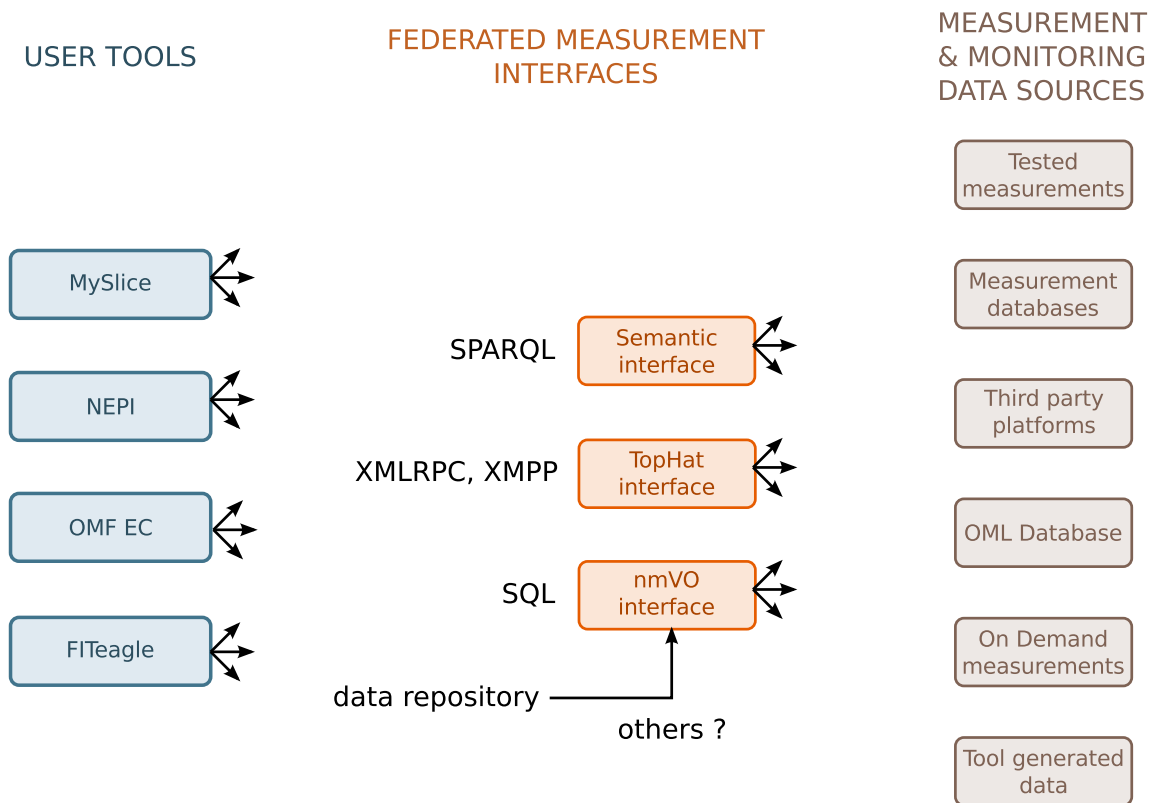 USER TOOLS
MySlice
NEPI
OMF EC
FITeagle
FEDERATED MEASUREMENT
INTERFACES
SPARQL
Semantic
interface
XMLRPC, XMPP
TopHat
interface
SQL
nmVO
interface
data repository
others ?
MEASUREMENT
& MONITORING
DATA SOURCES
Tested
measurements
Measurement
databases
Third party
platforms
OML Database
On Demand
measurements
Tool generated
data